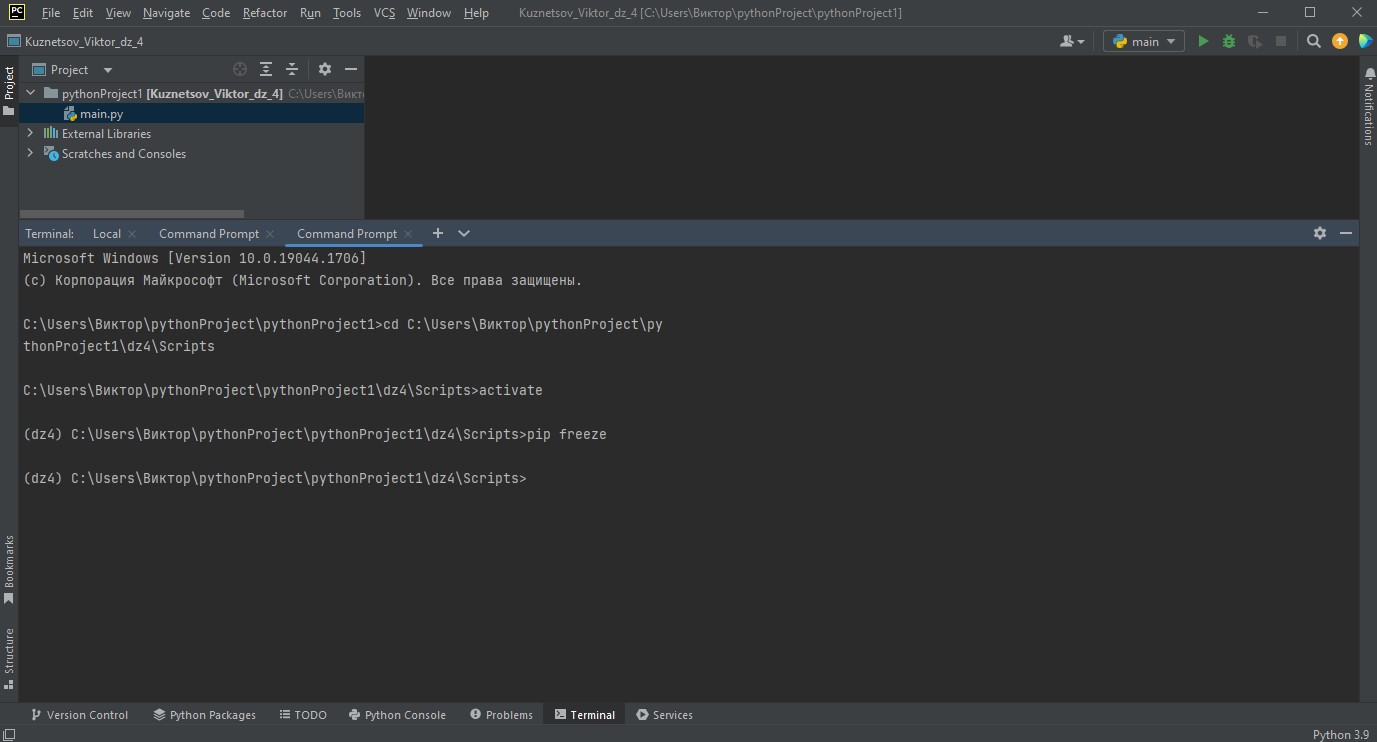 PC File Edit View Navigate Code Refactor Run Tools VCS Window Help Kuznetsov_Viktor_dz_4 [C:\Users\Виктор\pythonProject\pythonProject1]
Kuznetsov_Viktor_dz_4 main
Project
Project
pythonProject1 [Kuznetsov_Viktor_dz_4] C:\Users\Викт
main.py
External Libraries
Scratches and Consoles
Notifications
Terminal: Local Command Prompt Command Prompt
Microsoft Windows [Version 10.0.19044.1706]
(c) Корпорация Майкрософт (Microsoft Corporation). Все права защищены.
C:\Users\Виктор\pythonProject\pythonProject1>cd C:\Users\Виктор\pythonProject\py
thonProject1\dz4\Scripts
C:\Users\Виктор\pythonProject\pythonProject1\dz4\Scripts>activate
(dz4) C:\Users\Виктор\pythonProject\pythonProject1\dz4\Scripts>pip freeze
(dz4) C:\Users\Виктор\pythonProject\pythonProject1\dz4\Scripts>
Bookmarks
Structure
Version Control Python Packages TODO Python Console Problems Terminal Services
Python 3.9